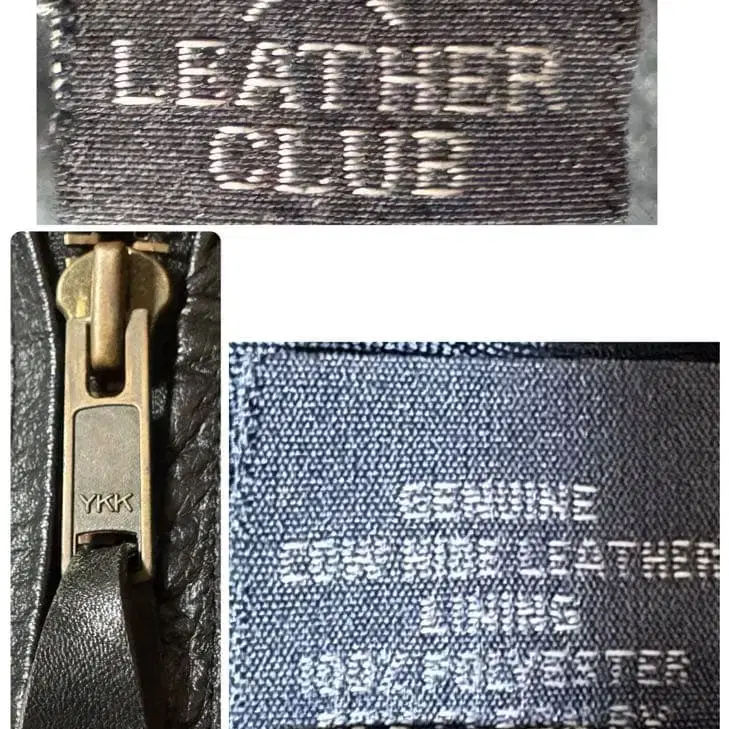 LEATHER
CLUB
YKK
GENUINE
COW HIDE LEATHER
LINING
100% POLYESTER